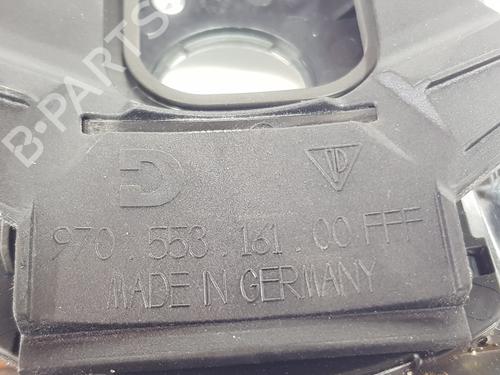 B-PARTS
970.553.161.00 FFF
MADE IN GERMANY